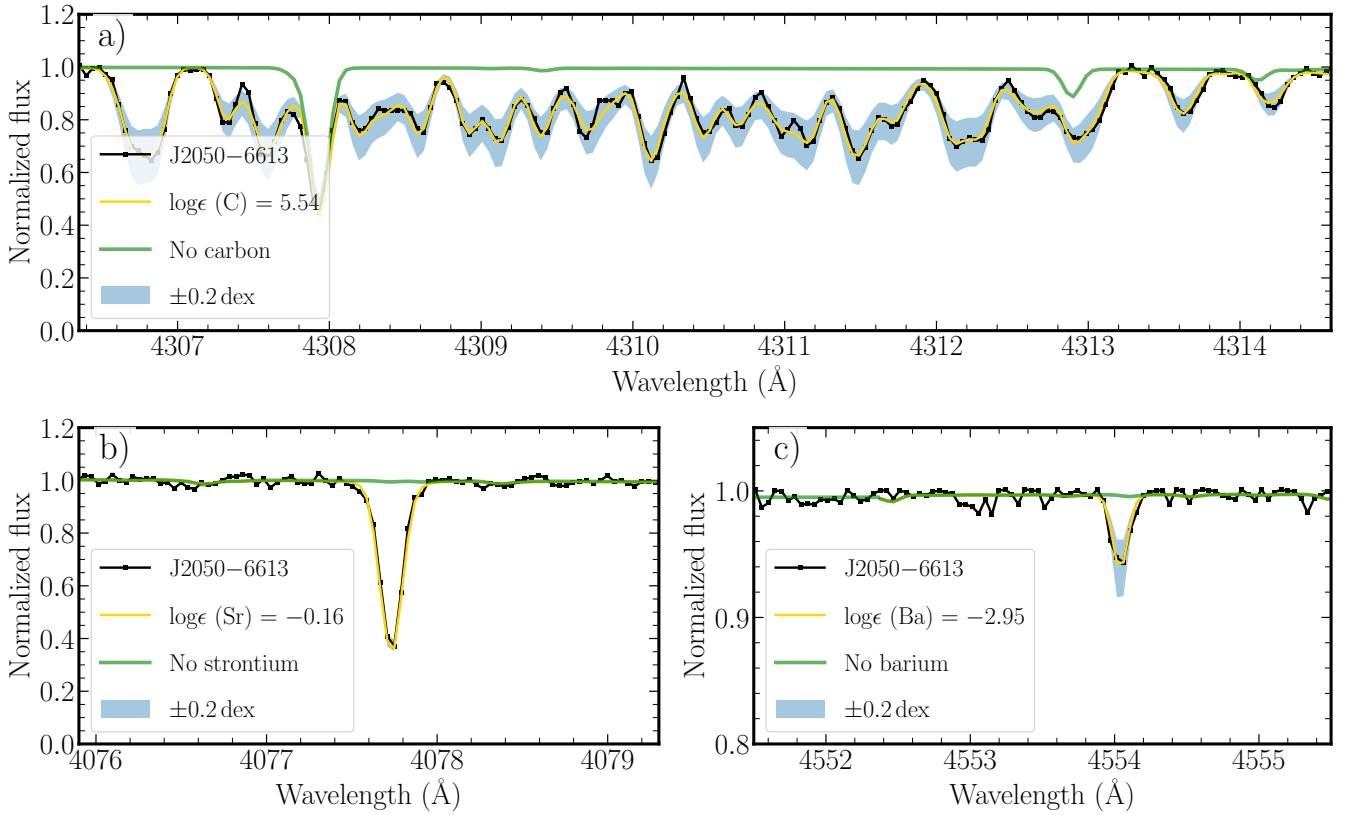 a)
Normalized flux
1.2
1.0
0.8
0.6
0.4
0.2
0.0
J2050−6613
logϵ (C) = 5.54
No carbon
±0.2 dex
4307 4308 4309 4310 4311 4312 4313 4314
Wavelength (Å)
b)
Normalized flux
1.2
1.0
0.8
0.6
0.4
0.2
0.0
J2050−6613
logϵ (Sr) = −0.16
No strontium
±0.2 dex
4076 4077 4078 4079
Wavelength (Å)
c)
Normalized flux
1.0
0.9
0.8
J2050−6613
logϵ (Ba) = −2.95
No barium
±0.2 dex
4552 4553 4554 4555
Wavelength (Å)